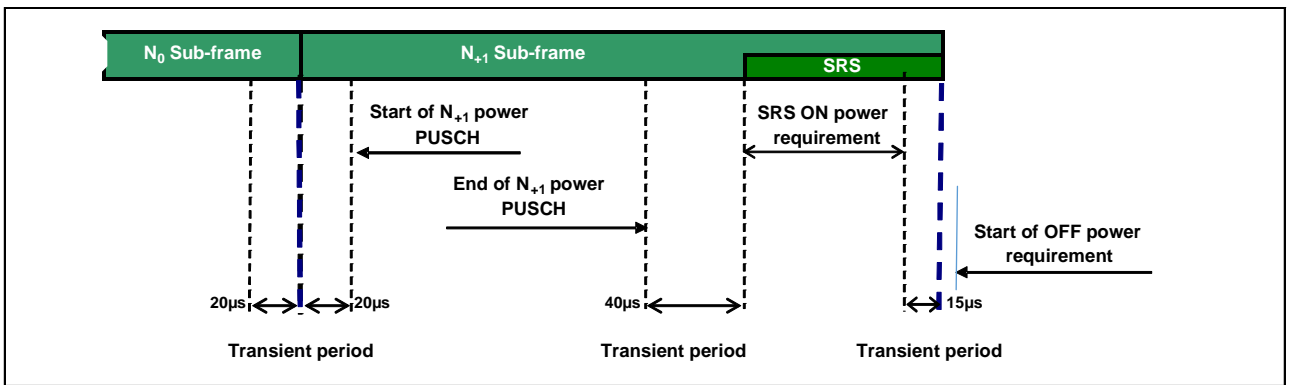 N0 Sub-frame
N+1 Sub-frame
SRS
Start of N+1 power
PUSCH
SRS ON power
requirement
End of N+1 power
PUSCH
Start of OFF power
requirement
20µs
20µs
40µs
15µs
Transient period
Transient period
Transient period